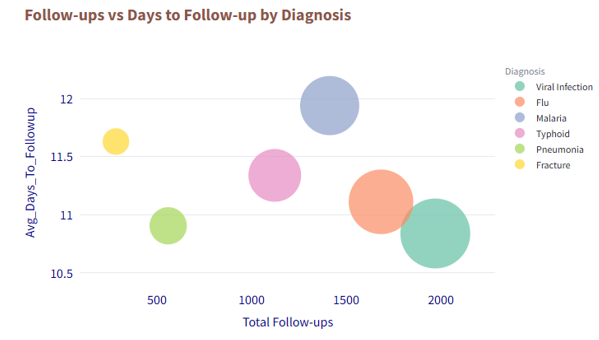 Follow-ups vs Days to Follow-up by Diagnosis
Diagnosis
Viral Infection
Flu
Malaria
Typhoid
Pneumonia
Fracture
Avg_Days_To_Followup
12
11.5
11
10.5
500
1000
1500
2000
Total Follow-ups